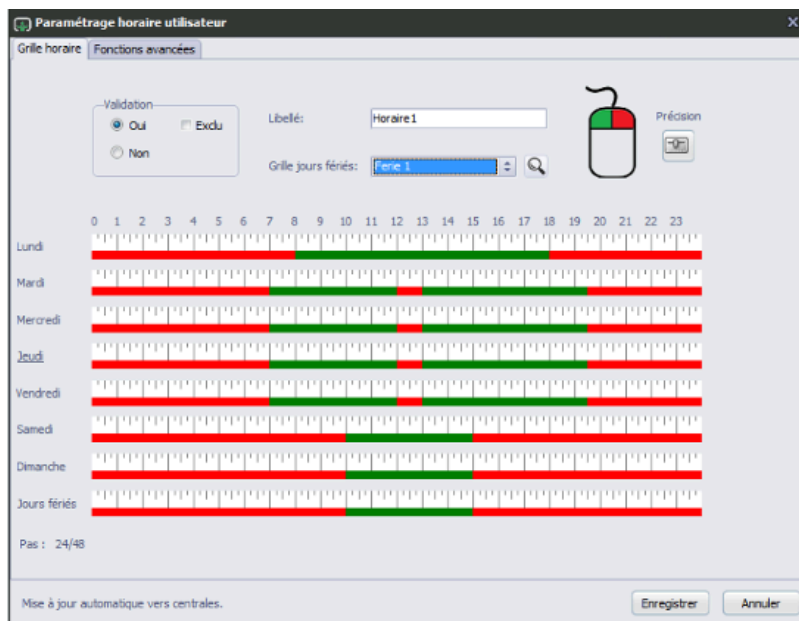 Paramétrage horaire utilisateur
Grille horaire Fonctions avancées
Validation
Oui Exclu
Non
Libellé: Horaire1
Grille jours fériés: Ferie 1
Précision
0 1 2 3 4 5 6 7 8 9 10 11 12 13 14 15 16 17 18 19 20 21 22 23
Lundi
Mardi
Mercredi
Jeudi
Vendredi
Samedi
Dimanche
Jours fériés
Pas : 24/48
Mise à jour automatique vers centrales.
Enregistrer Annuler